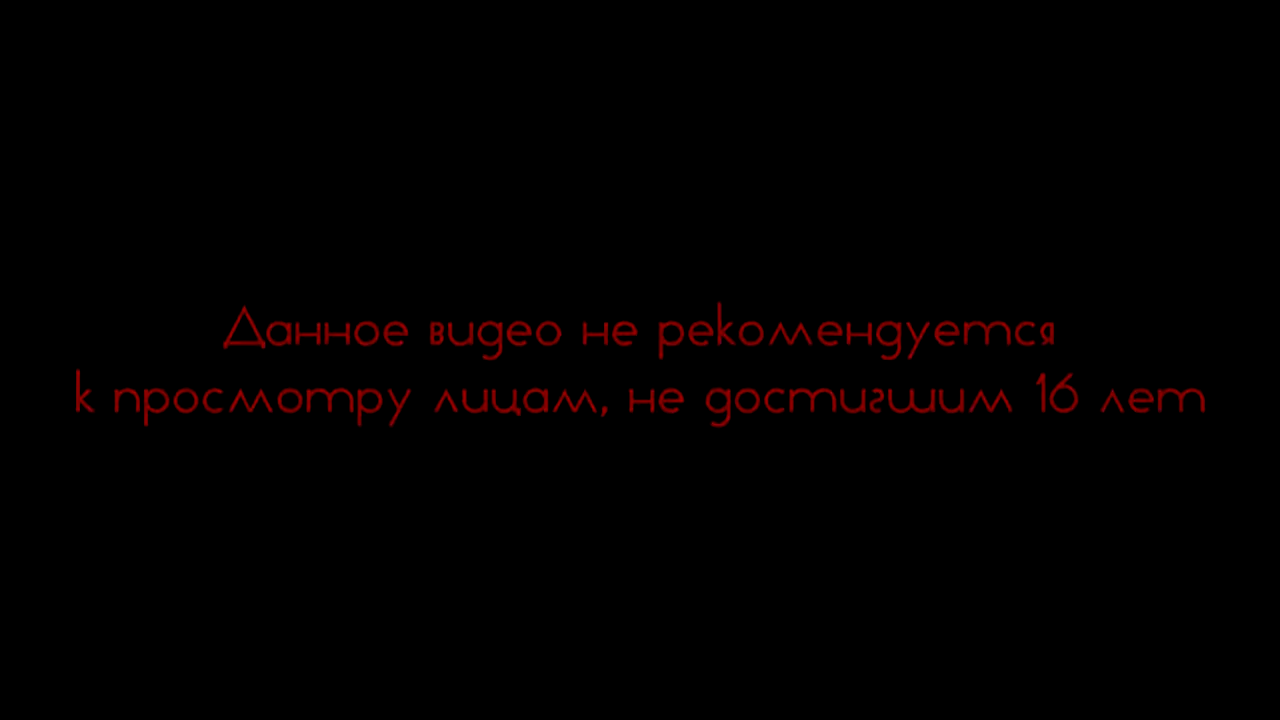 Данное видео не рекомендуется
к просмотру лицам, не достигшим 16 лет